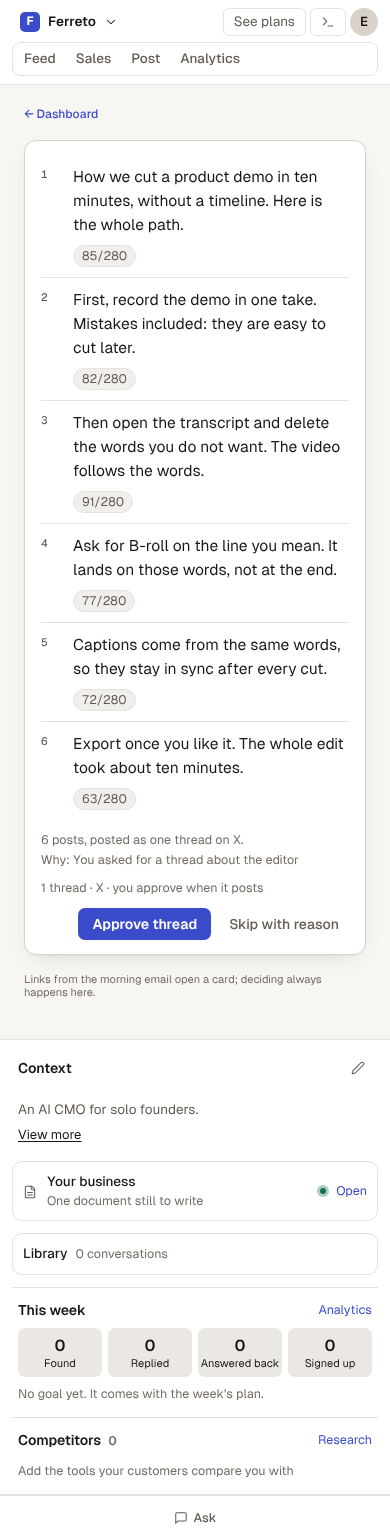 F Ferreto See plans E
Feed Sales Post Analytics
← Dashboard
1 How we cut a product demo in ten
minutes, without a timeline. Here is
the whole path.
85/280
2 First, record the demo in one take.
Mistakes included: they are easy to
cut later.
82/280
3 Then open the transcript and delete
the words you do not want. The video
follows the words.
91/280
4 Ask for B-roll on the line you mean. It
lands on those words, not at the end.
77/280
5 Captions come from the same words,
so they stay in sync after every cut.
72/280
6 Export once you like it. The whole edit
took about ten minutes.
63/280
6 posts, posted as one thread on X.
Why: You asked for a thread about the editor
1 thread · X · you approve when it posts
Approve thread Skip with reason
Links from the morning email open a card; deciding always
happens here.
Context
An AI CMO for solo founders.
View more
Your business
One document still to write
Open
Library 0 conversations
This week Analytics
0 0 0 0
Found Replied Answered back Signed up
No goal yet. It comes with the week's plan.
Competitors 0 Research
Add the tools your customers compare you with
Ask